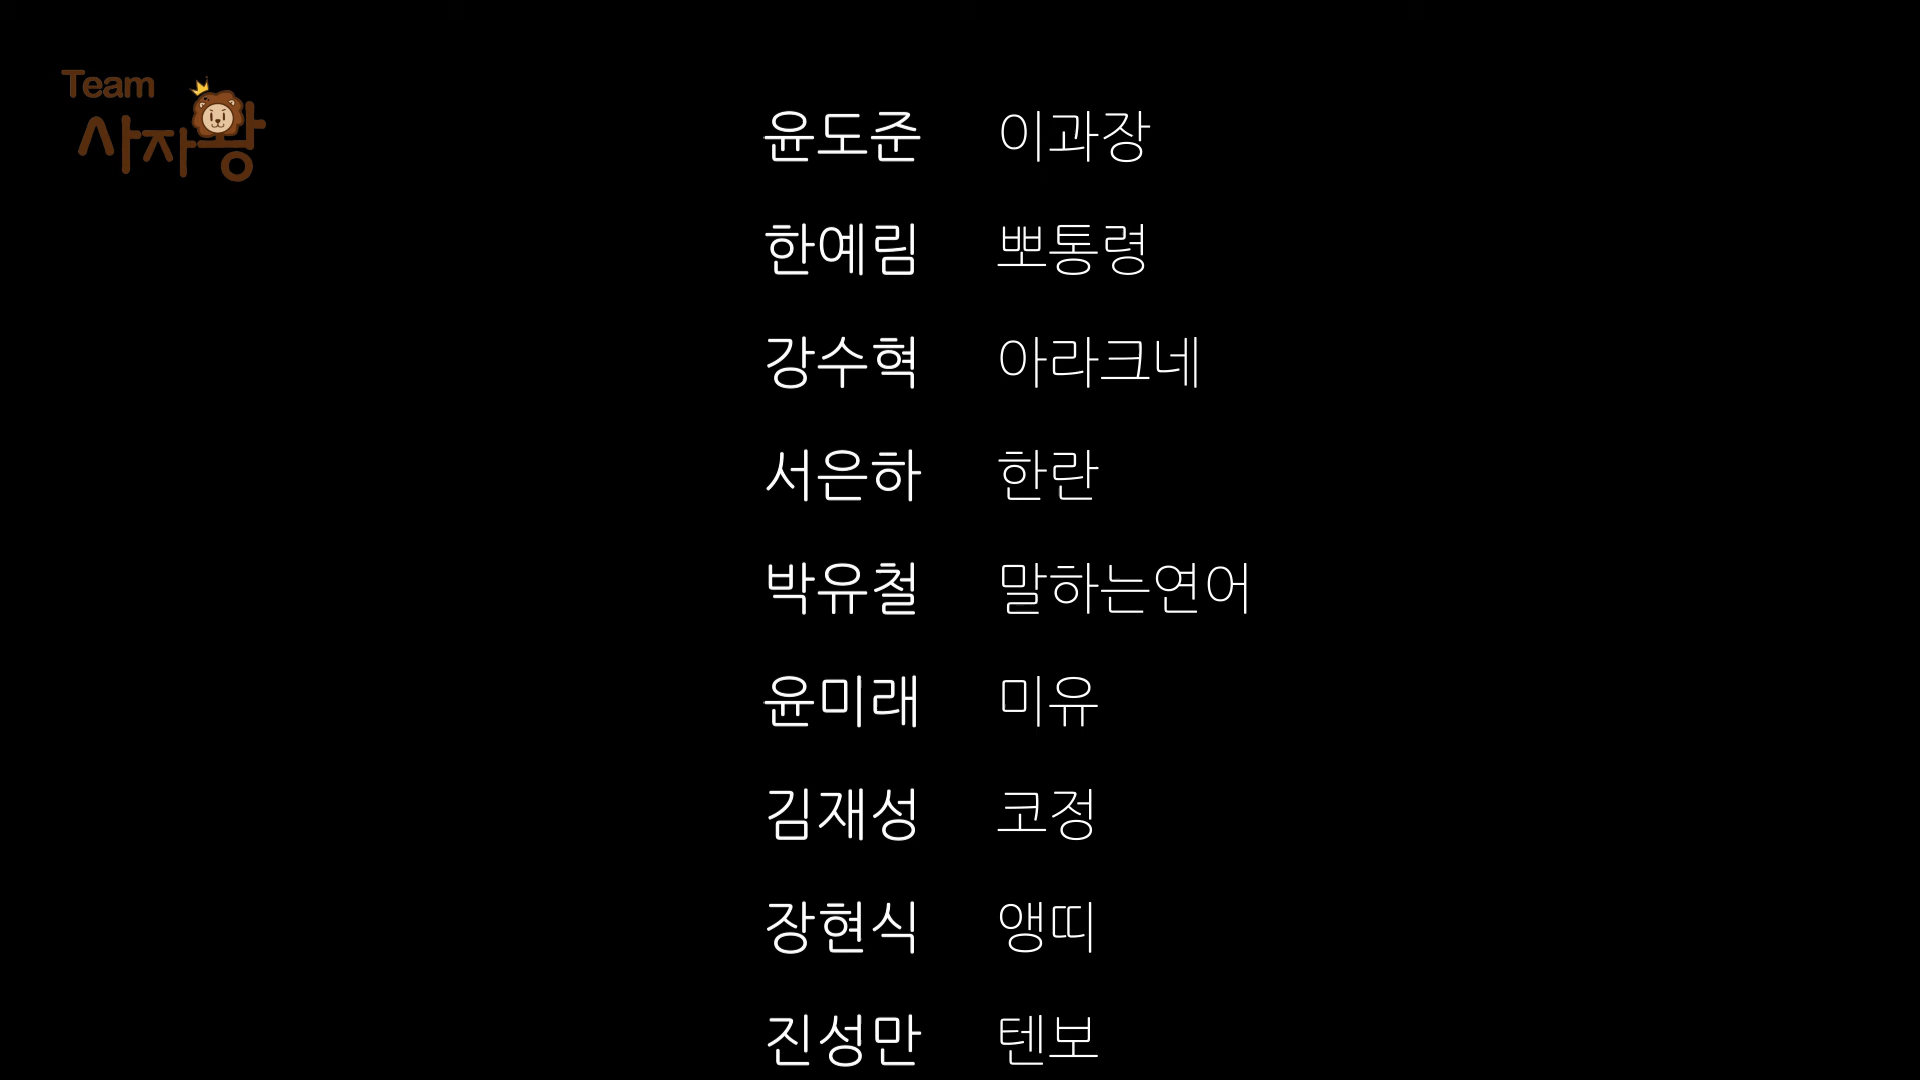 Team
사자왕
윤도준 이과장
한예림 뽀통령
강수혁 아라크네
서은하 한란
박유철 말하는연어
윤미래 미유
김재성 코정
장현식 앵띠
진성만 텐보